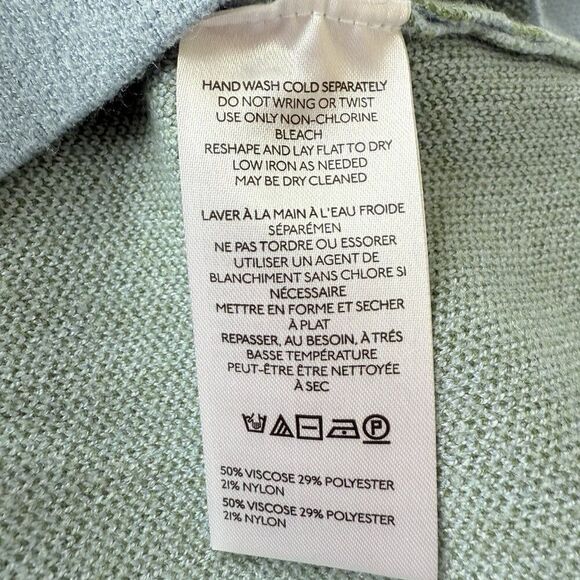 HAND WASH COLD SEPARATELY
DO NOT WRING OR TWIST
USE ONLY NON-CHLORINE
BLEACH
RESHAPE AND LAY FLAT TO DRY
LOW IRON AS NEEDED
MAY BE DRY CLEANED
LAVER À LA MAIN À L'EAU FROIDE
SÉPARÉMEN
NE PAS TORDRE OU ESSORER
UTILISER UN AGENT DE
BLANCHIMENT SANS CHLORE SI
NÉCESSAIRE
METTRE EN FORME ET SECHER
À PLAT
REPASSER, AU BESOIN, À TRÉS
BASSE TEMPÉRATURE
PEUT-ÊTRE ÊTRE NETTOYÉE
À SEC
P
50% VISCOSE 29% POLYESTER
21% NYLON
50% VISCOSE 29% POLYESTER
21% NYLON